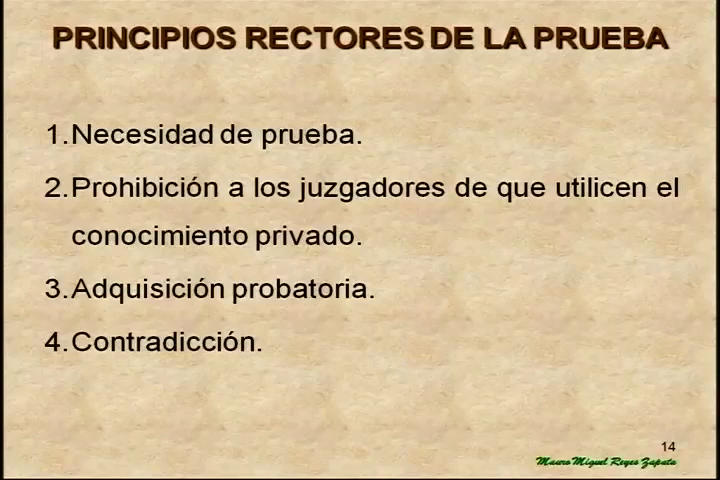 PRINCIPIOS RECTORES DE LA PRUEBA
1.Necesidad de prueba.
2.Prohibición a los juzgadores de que utilicen el
conocimiento privado.
3.Adquisición probatoria.
4.Contradicción.
14
Mauro Miguel Reyes Zapata